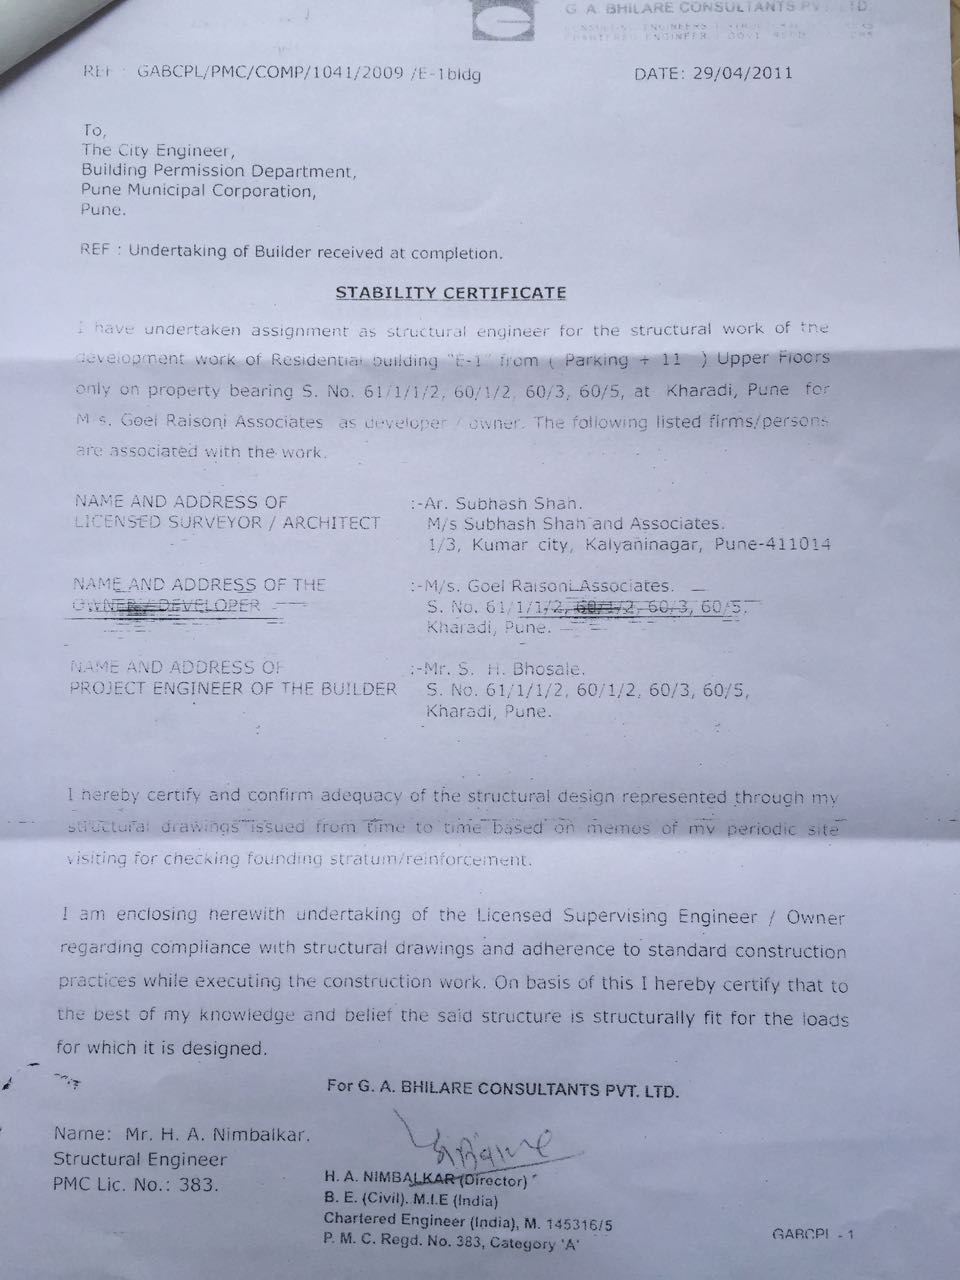 G. A. BHILARE CONSULTANTS PV LTD.
REF : GABCPL/PMC/COMP/1041/2009 /E-1bldg DATE: 29/04/2011
To,
The City Engineer,
Building Permission Department,
Pune Municipal Corporation,
Pune.
REF : Undertaking of Builder received at completion.
STABILITY CERTIFICATE
I have undertaken assignment as structural engineer for the structural work of the
development work of Residential building "E-1" from ( Parking + 11 ) Upper Floors
only on property bearing S. No. 61/1/1/2, 60/1/2, 60/3, 60/5, at Kharadi, Pune for
M/s. Goel Raisoni Associates as developer / owner. The following listed firms/persons
are associated with the work.
NAME AND ADDRESS OF :-Ar. Subhash Shah.
LICENSED SURVEYOR / ARCHITECT M/s Subhash Shah and Associates.
1/3, Kumar city, Kalyaninagar, Pune-411014
NAME AND ADDRESS OF THE :-M/s. Goel Raisoni Associates.
OWNER / DEVELOPER S. No. 61/1/1/2, 60/1/2, 60/3, 60/5,
Kharadi, Pune.
NAME AND ADDRESS OF :-Mr. S. H. Bhosale.
PROJECT ENGINEER OF THE BUILDER S. No. 61/1/1/2, 60/1/2, 60/3, 60/5,
Kharadi, Pune.
I hereby certify and confirm adequacy of the structural design represented through my
structural drawings issued from time to time based on memos of my periodic site
visiting for checking founding stratum/reinforcement.
I am enclosing herewith undertaking of the Licensed Supervising Engineer / Owner
regarding compliance with structural drawings and adherence to standard construction
practices while executing the construction work. On basis of this I hereby certify that to
the best of my knowledge and belief the said structure is structurally fit for the loads
for which it is designed.
For G. A. BHILARE CONSULTANTS PVT. LTD.
Name: Mr. H. A. Nimbalkar.
Structural Engineer
PMC Lic. No.: 383.
H. A. NIMBALKAR (Director)
B. E. (Civil). M.I.E (India)
Chartered Engineer (India), M. 145316/5
P. M. C. Regd. No. 383, Category 'A'
GABCPL - 1